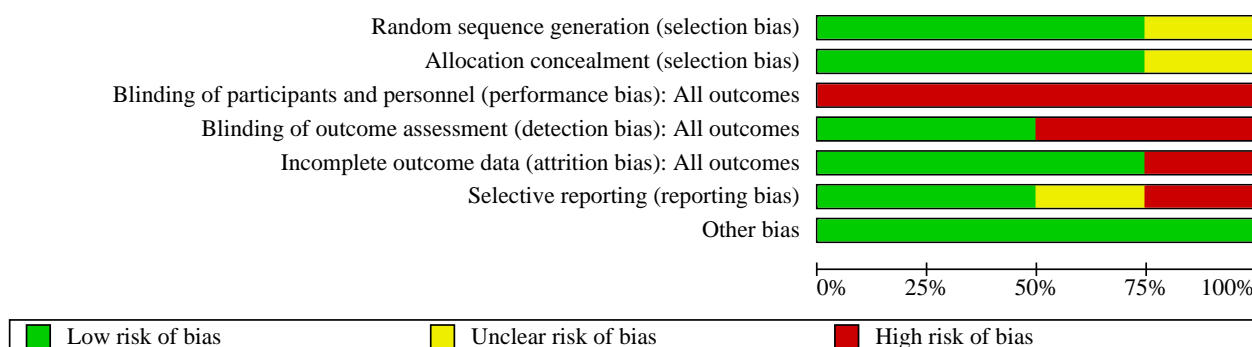 Random sequence generation (selection bias)
Allocation concealment (selection bias)
Blinding of participants and personnel (performance bias): All outcomes
Blinding of outcome assessment (detection bias): All outcomes
Incomplete outcome data (attrition bias): All outcomes
Selective reporting (reporting bias)
Other bias
0% 25% 50% 75% 100%
Low risk of bias Unclear risk of bias High risk of bias